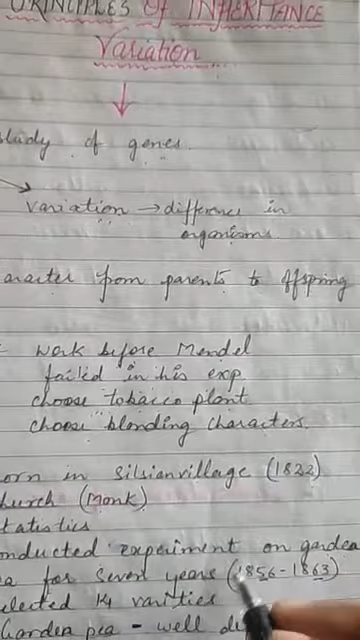 PRINCIPLES OF INHERITANCE
Variation
study of genes.
variation → difference in
organisms
aracter from parents to offspring
work before Mendel
failed in his exp
choose tobacco plant
choose blending characters.
orn in Silsian village (1822)
hurch (Monk)
tatistics
onducted experiment on garden
a for Seven years (1856-1863)
elected 14 varities
Garden pea - well